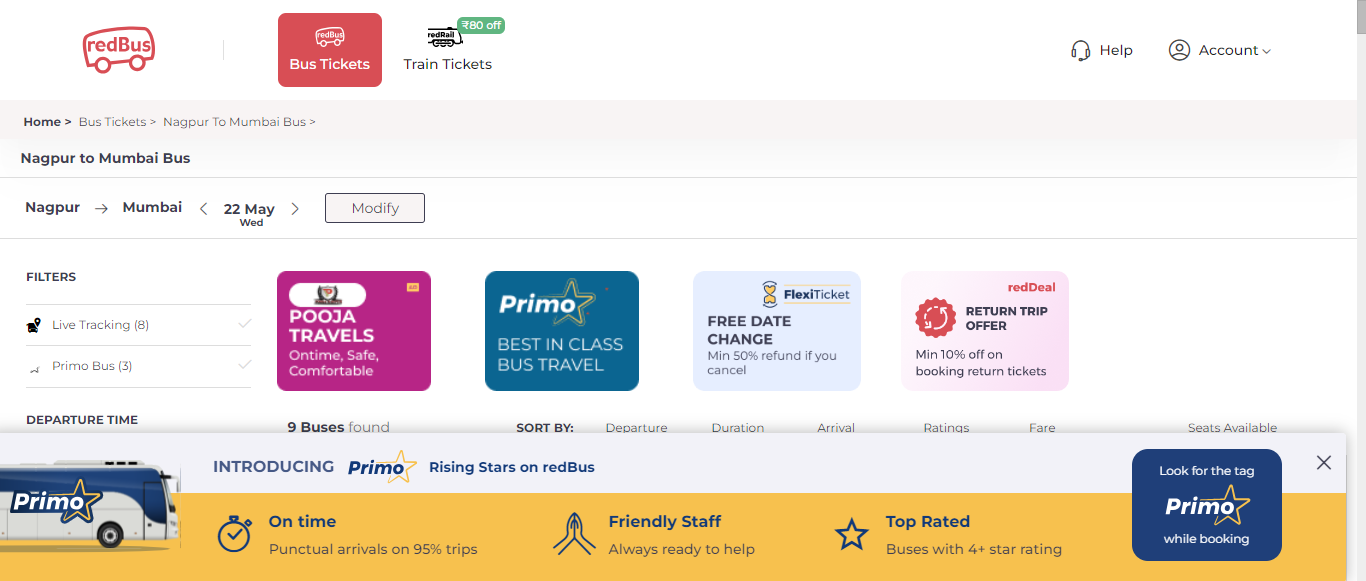 redBus
redBus
Bus Tickets
redRail
₹80 off
Train Tickets
Help
Account
Home > Bus Tickets > Nagpur To Mumbai Bus >
Nagpur to Mumbai Bus
Nagpur → Mumbai < 22 May >
Wed
Modify
FILTERS
Live Tracking (8)
Primo Bus (3)
DEPARTURE TIME
AD
POOJA
TRAVELS
Ontime, Safe,
Comfortable
Primo
BEST IN CLASS
BUS TRAVEL
FlexiTicket
FREE DATE
CHANGE
Min 50% refund if you
cancel
redDeal
RETURN TRIP
OFFER
Min 10% off on
booking return tickets
9 Buses found
SORT BY: Departure Duration Arrival Ratings Fare Seats Available
Primo
INTRODUCING Primo Rising Stars on redBus
On time
Punctual arrivals on 95% trips
Friendly Staff
Always ready to help
Top Rated
Buses with 4+ star rating
Look for the tag
Primo
while booking